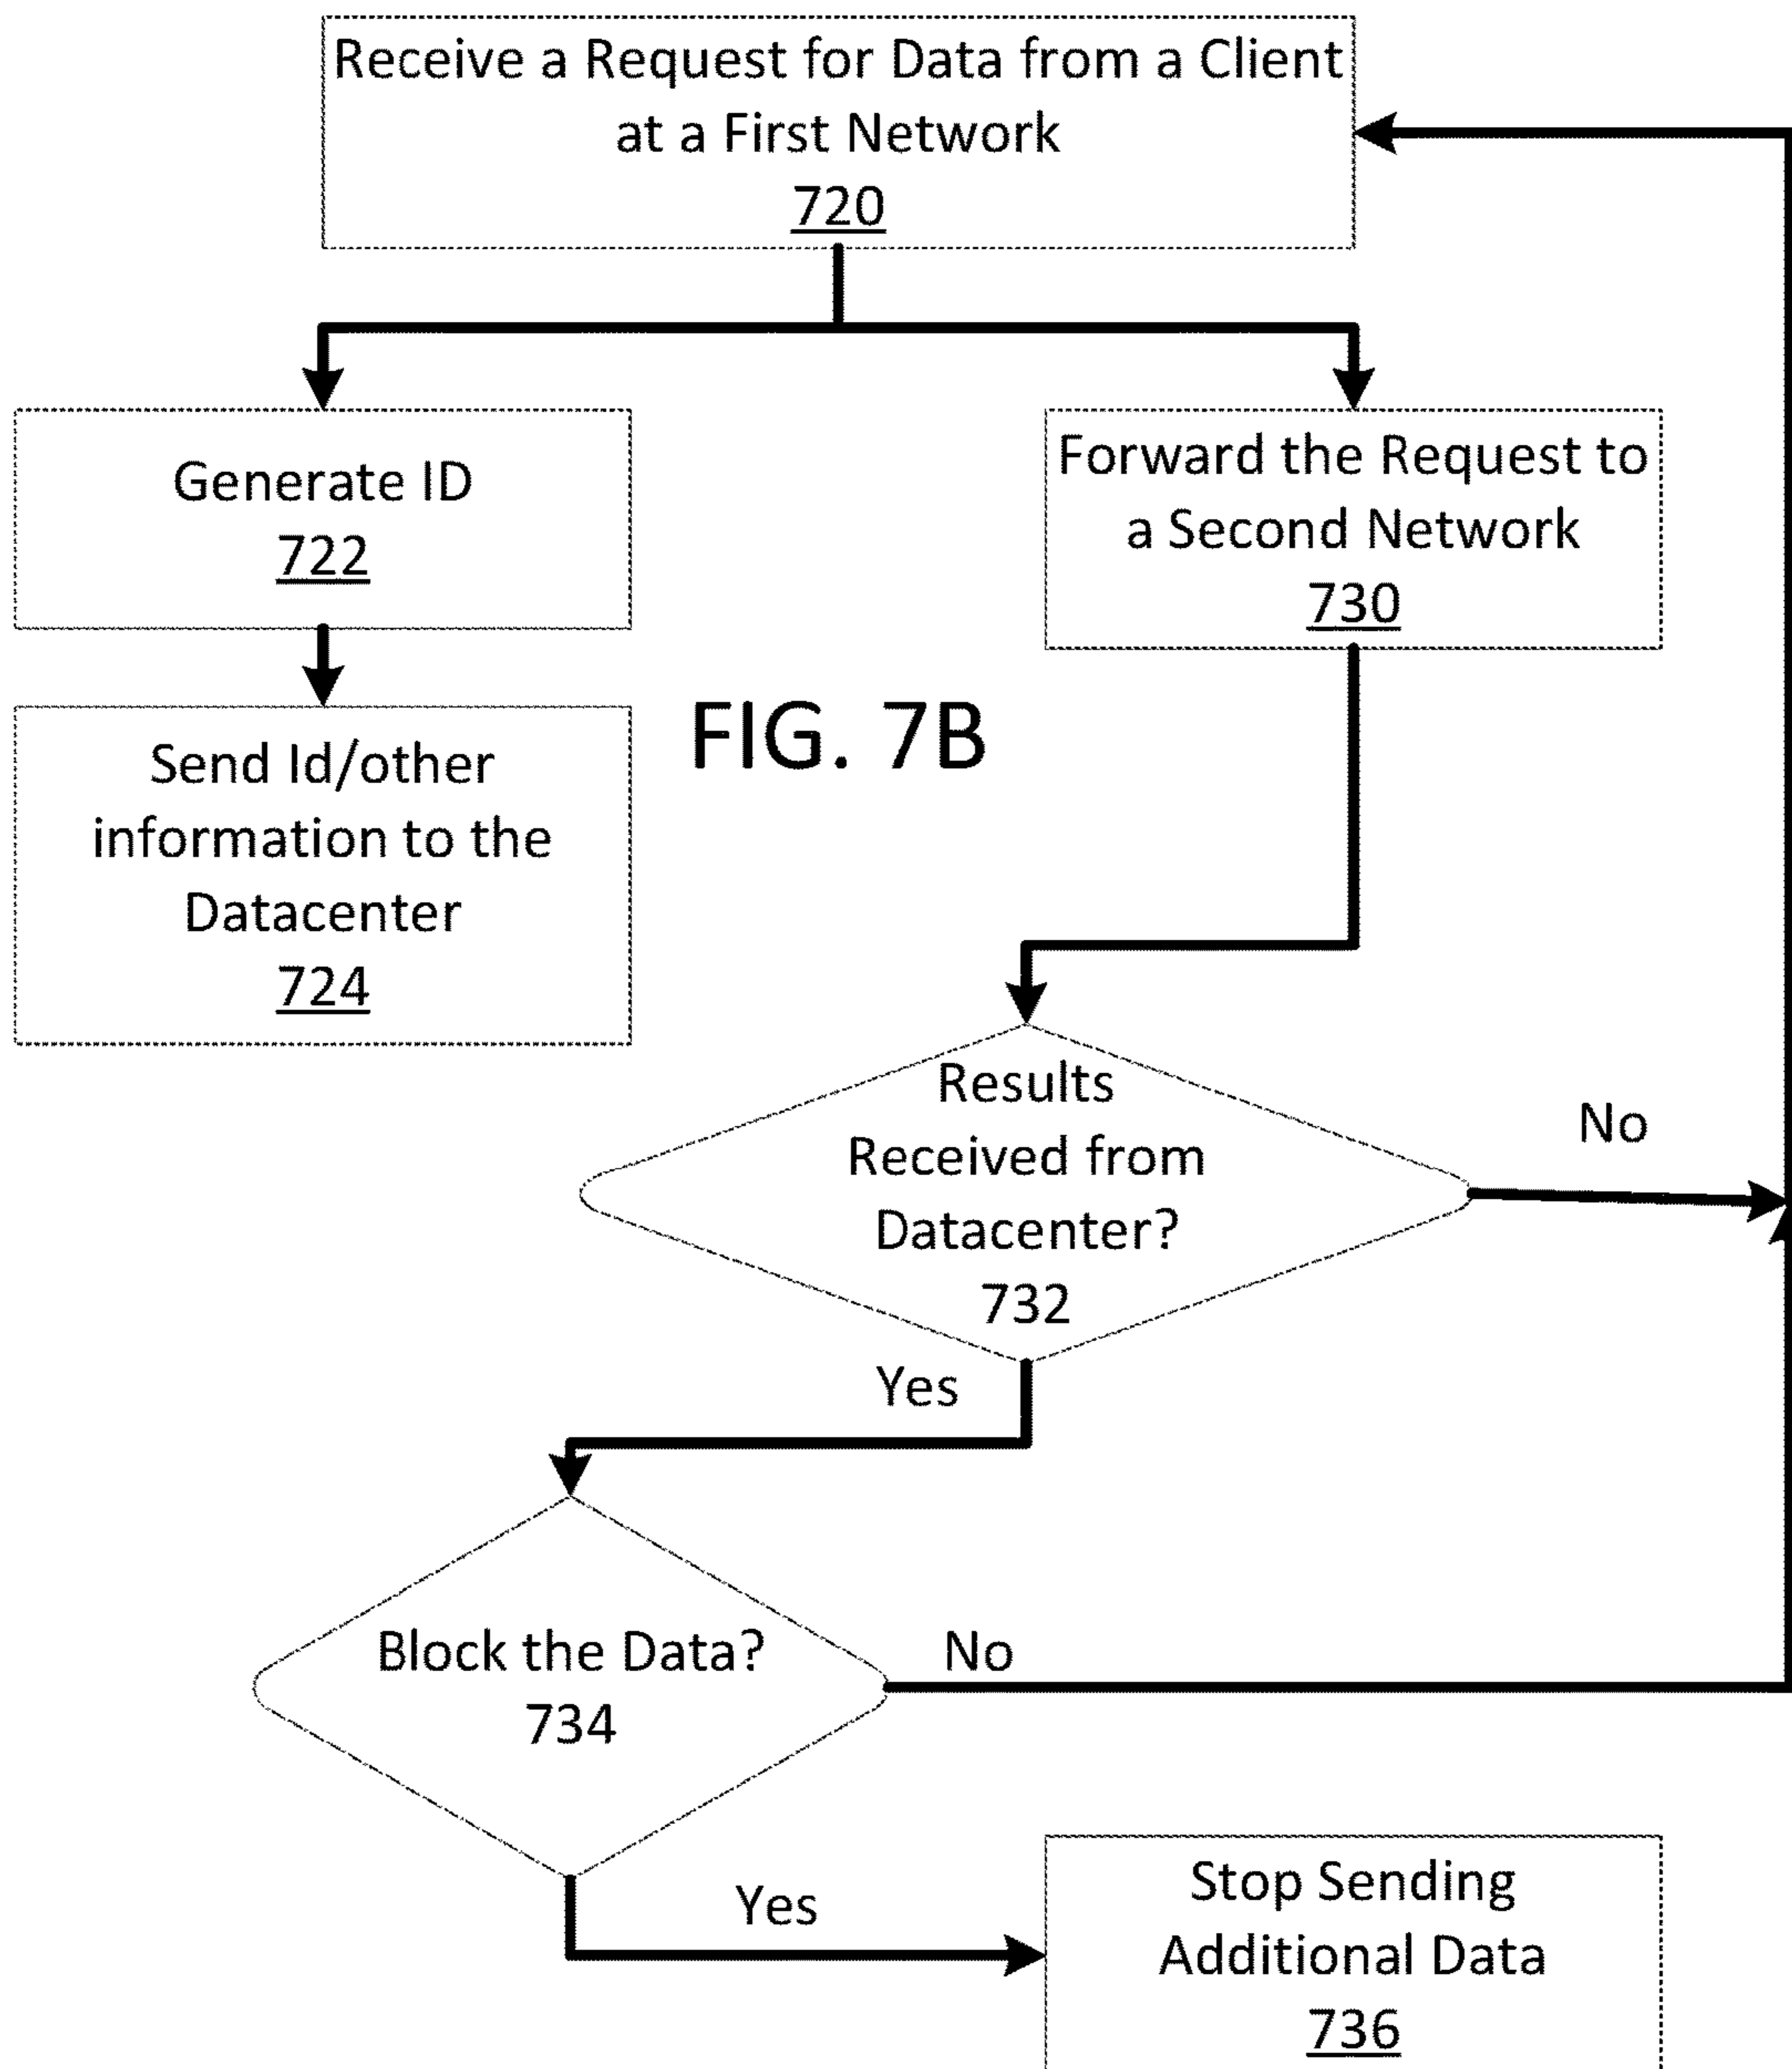 Receive a Request for Data from a Client
at a First Network
720
Generate ID
722
Forward the Request to
a Second Network
730
Send Id/other
information to the
Datacenter
724
FIG. 7B
Results
Received from
Datacenter?
732
No
Yes
Block the Data?
734
No
Yes
Stop Sending
Additional Data
736